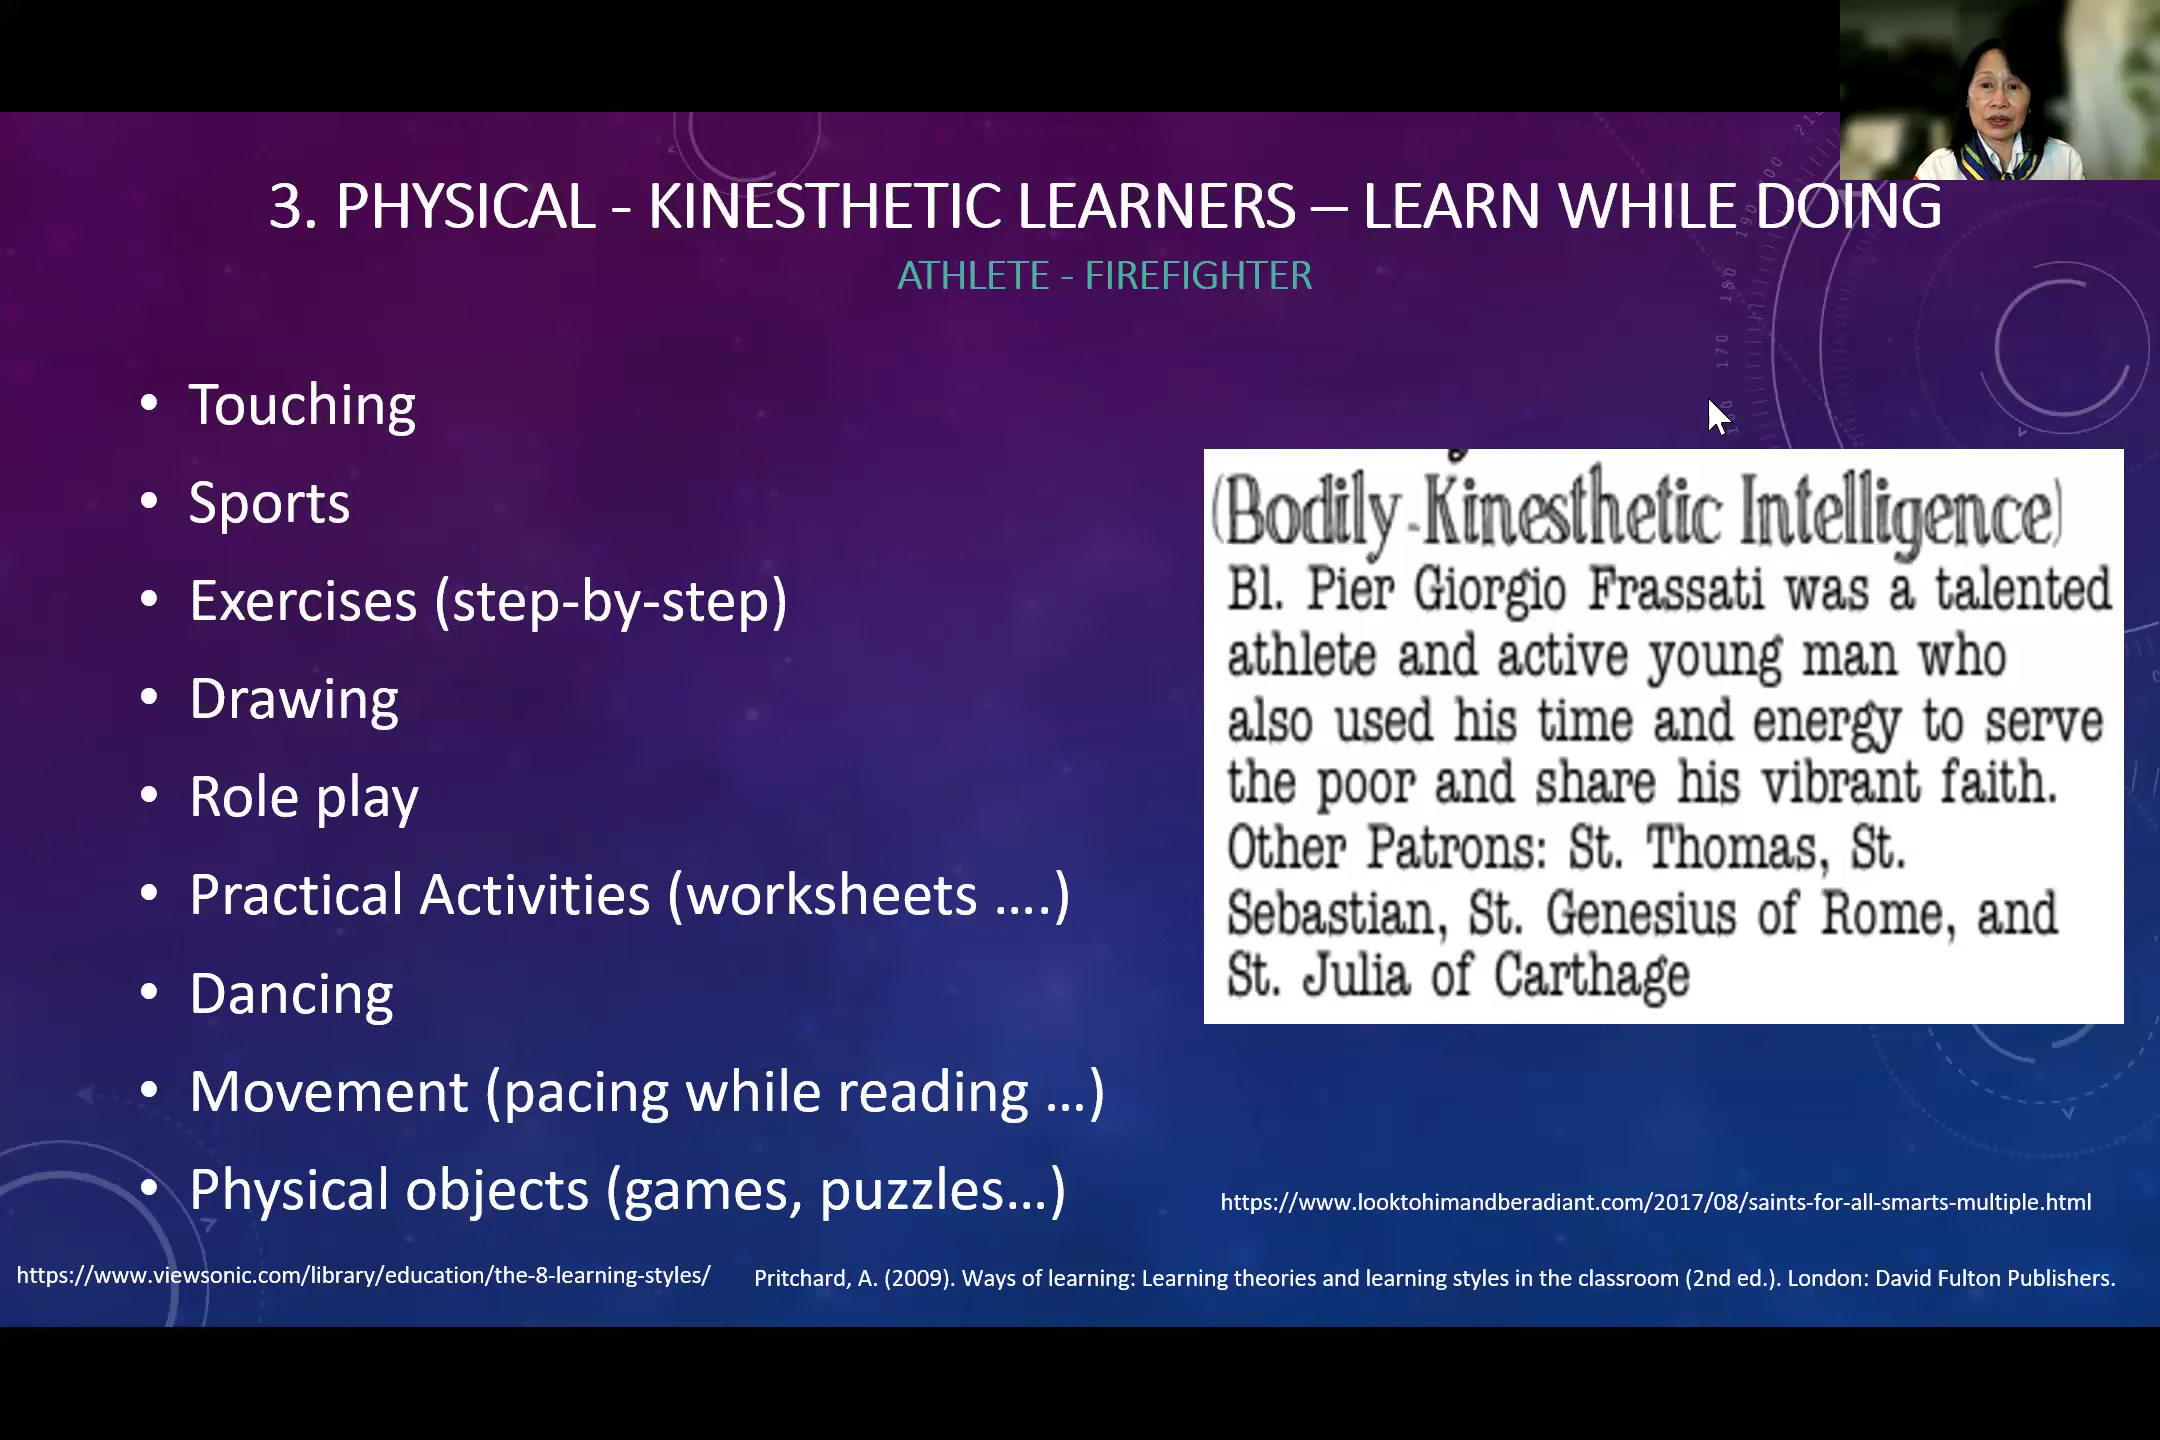 3. PHYSICAL - KINESTHETIC LEARNERS – LEARN WHILE DOING
ATHLETE - FIREFIGHTER
• Touching
• Sports
• Exercises (step-by-step)
• Drawing
• Role play
• Practical Activities (worksheets ....)
• Dancing
• Movement (pacing while reading ...)
• Physical objects (games, puzzles...)
(Bodily-Kinesthetic Intelligence)
Bl. Pier Giorgio Frassati was a talented
athlete and active young man who
also used his time and energy to serve
the poor and share his vibrant faith.
Other Patrons: St. Thomas, St.
Sebastian, St. Genesius of Rome, and
St. Julia of Carthage
https://www.looktohimandberadiant.com/2017/08/saints-for-all-smarts-multiple.html
https://www.viewsonic.com/library/education/the-8-learning-styles/
Pritchard, A. (2009). Ways of learning: Learning theories and learning styles in the classroom (2nd ed.). London: David Fulton Publishers.
190
180
170